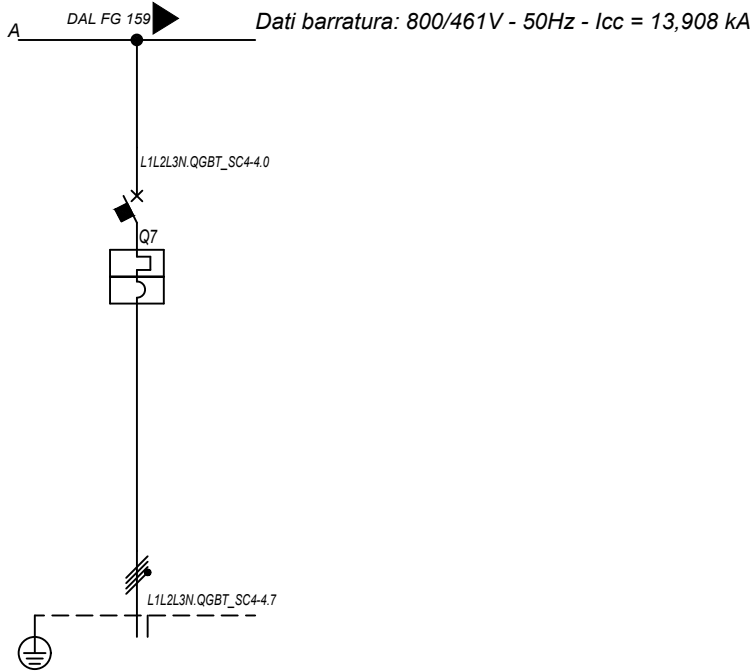 DAL FG 159
Dati barratura: 800/461V - 50Hz - Icc = 13,908 kA
A
L1L2L3N.QGBT_SC4-4.0
Q7
L1L2L3N.QGBT_SC4-4.7